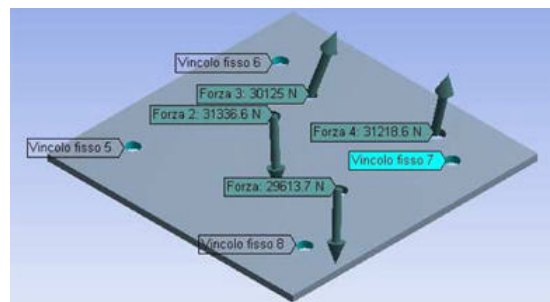 Vincolo fisso 6
Forza 3: 30125 N
Forza 2: 31336.6 N
Forza 4: 31218.6 N
Vincolo fisso 5
Vincolo fisso 7
Forza: 29613.7 N
Vincolo fisso 8